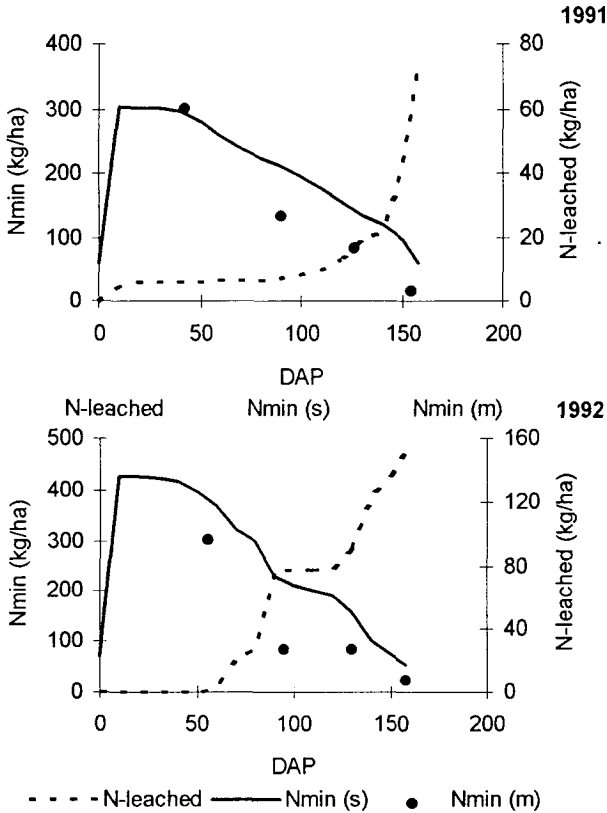 1991
Nmin (kg/ha)
400
300
200
100
0
80
60
40
20
0
N-leached (kg/ha)
0 50 100 150 200
DAP
N-leached Nmin (s) Nmin (m) 1992
Nmin (kg/ha)
500
400
300
200
100
0
160
120
80
40
0
N-leached (kg/ha)
0 50 100 150 200
DAP
N-leached Nmin (s) Nmin (m)